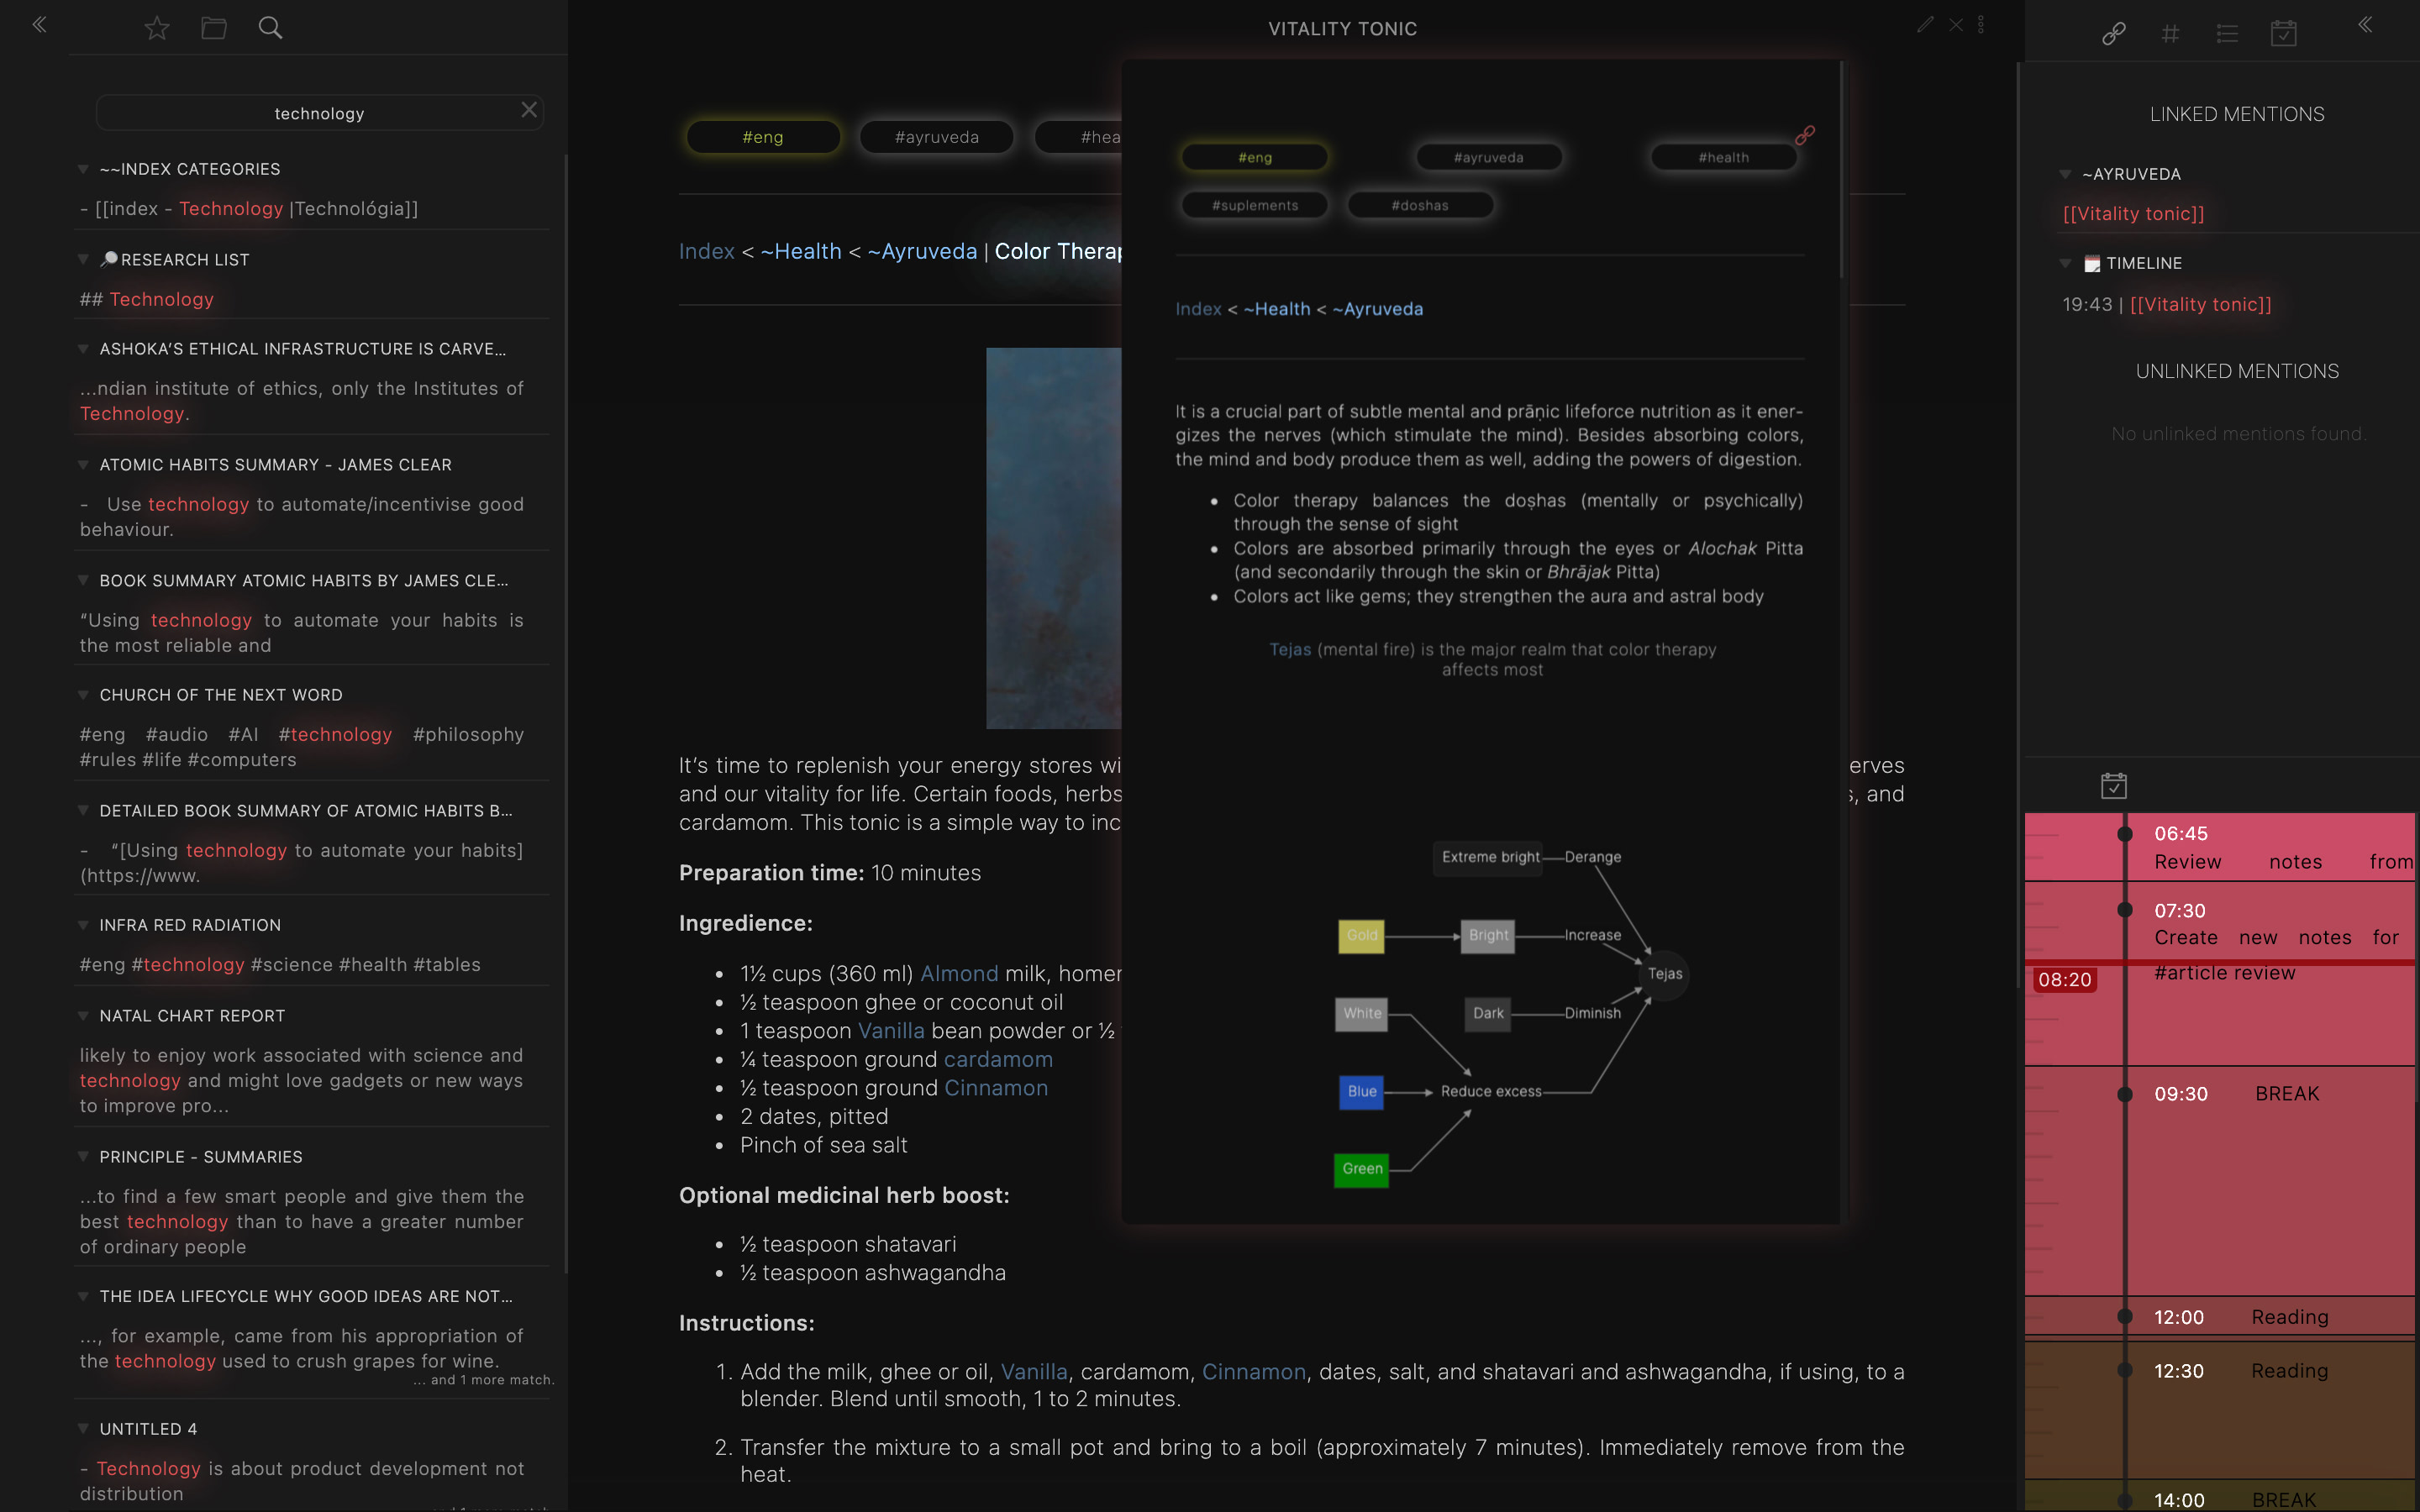 technology
~~INDEX CATEGORIES
- [[index - Technology |Technológia]]
RESEARCH LIST
## Technology
ASHOKA'S ETHICAL INFRASTRUCTURE IS CARVE...
...ndian institute of ethics, only the Institutes of
Technology.
ATOMIC HABITS SUMMARY - JAMES CLEAR
- Use technology to automate/incentivise good
behaviour.
BOOK SUMMARY ATOMIC HABITS BY JAMES CLE...
"Using technology to automate your habits is
the most reliable and
CHURCH OF THE NEXT WORD
#eng #audio #AI #technology #philosophy
#rules #life #computers
DETAILED BOOK SUMMARY OF ATOMIC HABITS B...
- "[Using technology to automate your habits]
(https://www.
INFRA RED RADIATION
#eng #technology #science #health #tables
NATAL CHART REPORT
likely to enjoy work associated with science and
technology and might love gadgets or new ways
to improve pro...
PRINCIPLE - SUMMARIES
...to find a few smart people and give them the
best technology than to have a greater number
of ordinary people
THE IDEA LIFECYCLE WHY GOOD IDEAS ARE NOT...
..., for example, came from his appropriation of
the technology used to crush grapes for wine.
... and 1 more match.
UNTITLED 4
- Technology is about product development not
distribution
VITALITY TONIC
#eng #ayruveda #hea
Index < ~Health < ~Ayruveda | Color Therap
It's time to replenish your energy stores wi
erves
and our vitality for life. Certain foods, herbs
, and
cardamom. This tonic is a simple way to inc
Preparation time: 10 minutes
Ingredience:
• 1½ cups (360 ml) Almond milk, homer
• ½ teaspoon ghee or coconut oil
• 1 teaspoon Vanilla bean powder or ½
• ¼ teaspoon ground cardamom
• ½ teaspoon ground Cinnamon
• 2 dates, pitted
• Pinch of sea salt
Optional medicinal herb boost:
• ½ teaspoon shatavari
• ½ teaspoon ashwagandha
Instructions:
1. Add the milk, ghee or oil, Vanilla, cardamom, Cinnamon, dates, salt, and shatavari and ashwagandha, if using, to a
blender. Blend until smooth, 1 to 2 minutes.
2. Transfer the mixture to a small pot and bring to a boil (approximately 7 minutes). Immediately remove from the
heat.
#eng #ayruveda #health
#suplements #doshas
Index < ~Health < ~Ayruveda
It is a crucial part of subtle mental and prāṇic lifeforce nutrition as it ener-
gizes the nerves (which stimulate the mind). Besides absorbing colors,
the mind and body produce them as well, adding the powers of digestion.
• Color therapy balances the doṣhas (mentally or psychically)
through the sense of sight
• Colors are absorbed primarily through the eyes or Alochak Pitta
(and secondarily through the skin or Bhrājak Pitta)
• Colors act like gems; they strengthen the aura and astral body
Tejas (mental fire) is the major realm that color therapy
affects most
Extreme bright Derange
Gold Bright Increase
Tejas
White Dark Diminish
Blue Reduce excess
Green
LINKED MENTIONS
~AYRUVEDA
[[Vitality tonic]]
TIMELINE
19:43 | [[Vitality tonic]]
UNLINKED MENTIONS
No unlinked mentions found.
06:45
Review notes from
07:30
Create new notes for
08:20 #article review
09:30 BREAK
12:00 Reading
12:30 Reading
14:00 BREAK